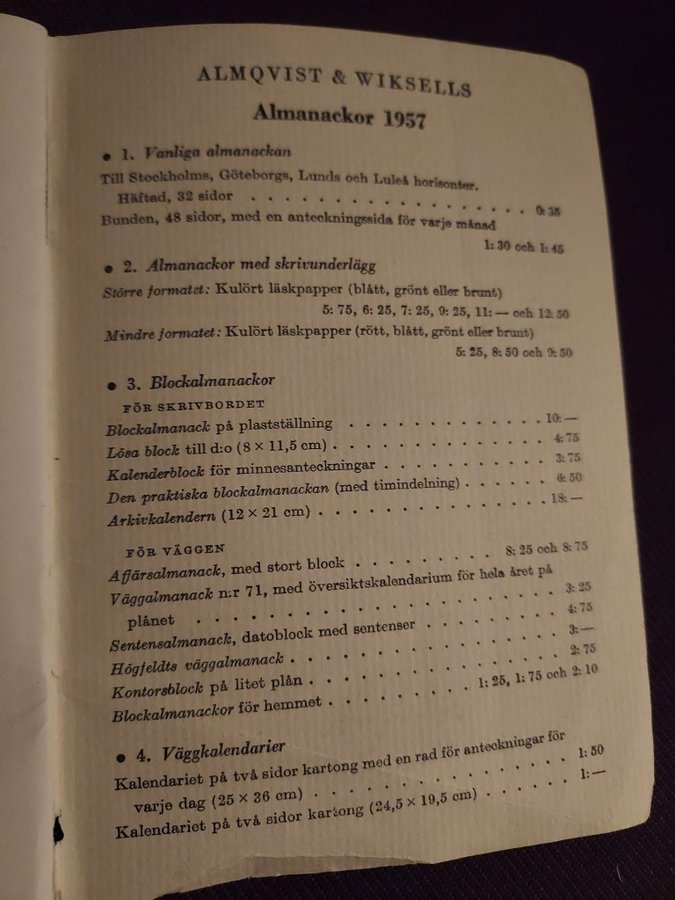 ALMQVIST & WIKSELLS
Almanackor 1957
• 1. Vanliga almanackan
Till Stockholms, Göteborgs, Lunds och Luleå horisonter.
Häftad, 32 sidor . . . . . . . . . . . . . . . . 0: 35
Bunden, 48 sidor, med en anteckningssida för varje månad
1: 30 och 1: 45
• 2. Almanackor med skrivunderlägg
Större formatet: Kulört läskpapper (blått, grönt eller brunt)
5: 75, 6: 25, 7: 25, 9: 25, 11: — och 12: 50
Mindre formatet: Kulört läskpapper (rött, blått, grönt eller brunt)
5: 25, 8: 50 och 9: 50
• 3. Blockalmanackor
FÖR SKRIVBORDET
Blockalmanack på plastställning . . . . . . . . . . . . 10: —
Lösa block till d:o (8 × 11,5 cm) . . . . . . . . . . . . 4: 75
Kalenderblock för minnesanteckningar . . . . . . . . . 3: 75
Den praktiska blockalmanackan (med timindelning) . . . . . 6: 50
Arkivkalendern (12 × 21 cm) . . . . . . . . . . . . . 18: —
FÖR VÄGGEN
Affärsalmanack, med stort block . . . . . . . . 8: 25 och 8: 75
Väggalmanack n:r 71, med översiktskalendarium för hela året på
plånet . . . . . . . . . . . . . . . . . . 3: 25
Sentensalmanack, datoblock med sentenser . . . . . . . . 4: 75
Högfeldts väggalmanack . . . . . . . . . . . . . . 3: —
Kontorsblock på litet plån . . . . . . . . . . . . . . 2: 75
Blockalmanackor för hemmet . . . . . . . 1: 25, 1: 75 och 2: 10
• 4. Väggkalendarier
Kalendariet på två sidor kartong med en rad för anteckningar för
varje dag (25 × 36 cm) . . . . . . . . . . . . . 1: 50
Kalendariet på två sidor kartong (24,5 × 19,5 cm) . . . . . . 1: —